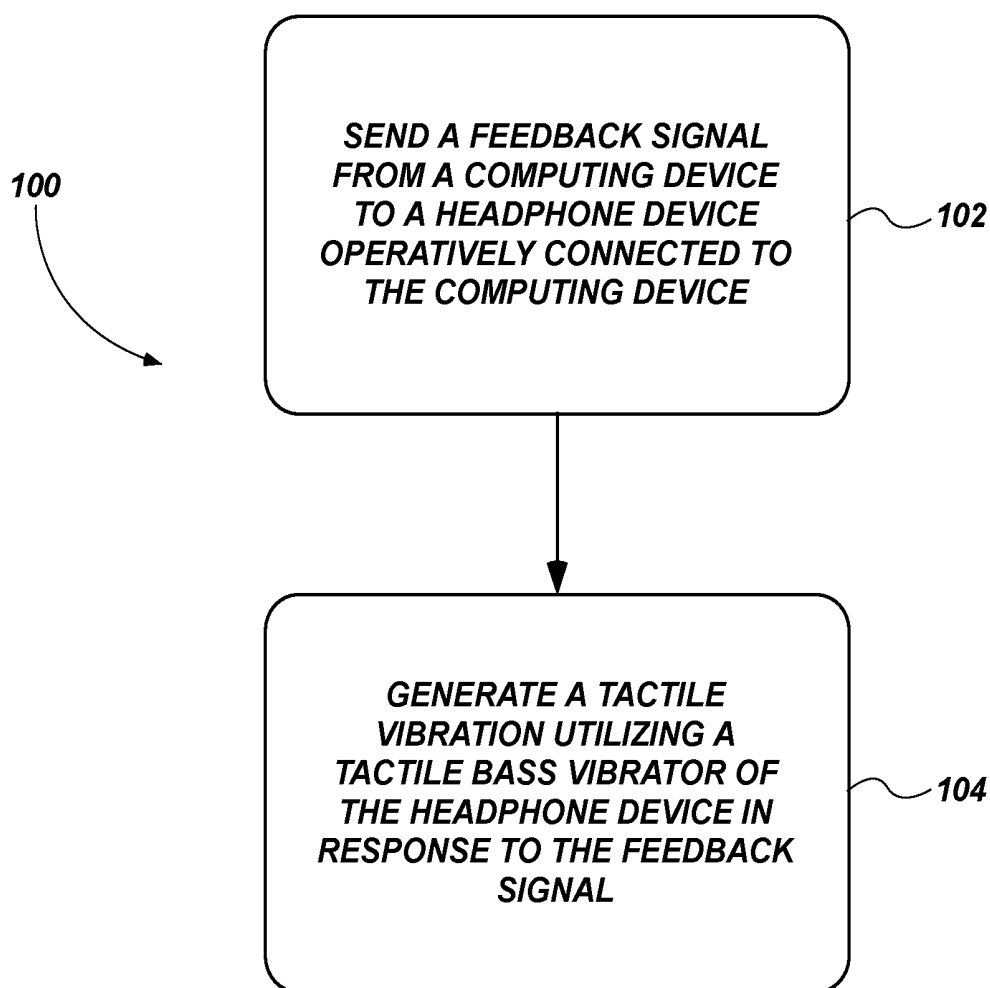 SEND A FEEDBACK SIGNAL
FROM A COMPUTING DEVICE
TO A HEADPHONE DEVICE
OPERATIVELY CONNECTED TO
THE COMPUTING DEVICE
100
102
GENERATE A TACTILE
VIBRATION UTILIZING A
TACTILE BASS VIBRATOR OF
THE HEADPHONE DEVICE IN
RESPONSE TO THE FEEDBACK
SIGNAL
104